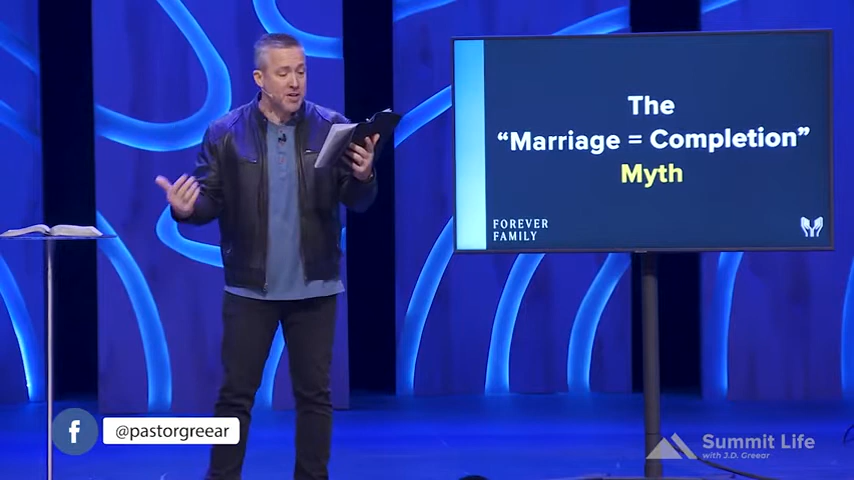 The
“Marriage = Completion”
Myth
FOREVER
FAMILY
f
@pastorgreear
Summit Life
with J.D. Greear